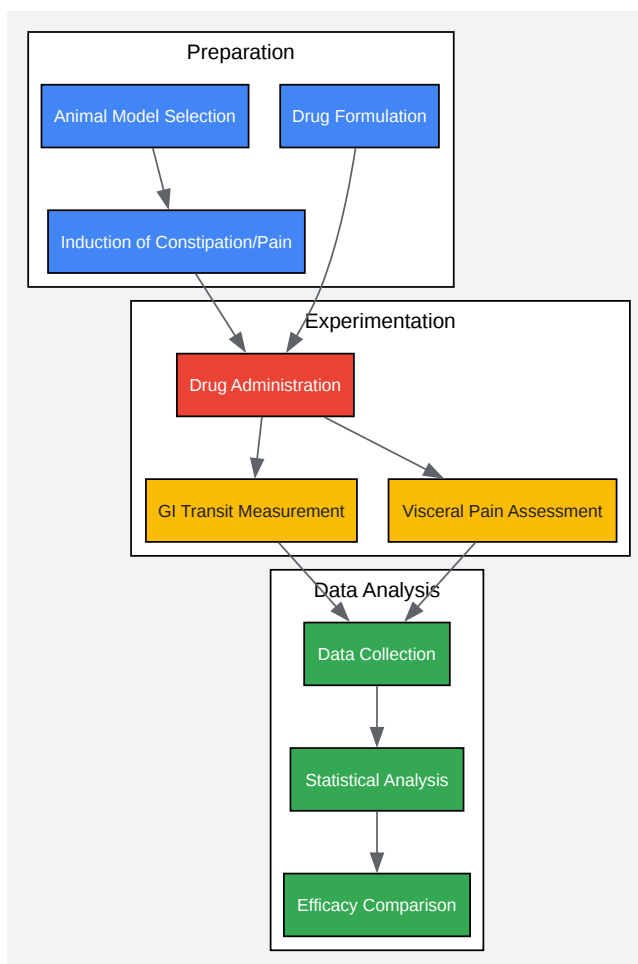 Preparation
Animal Model Selection
Drug Formulation
Induction of Constipation/Pain
Experimentation
Drug Administration
GI Transit Measurement
Visceral Pain Assessment
Data Analysis
Data Collection
Statistical Analysis
Efficacy Comparison